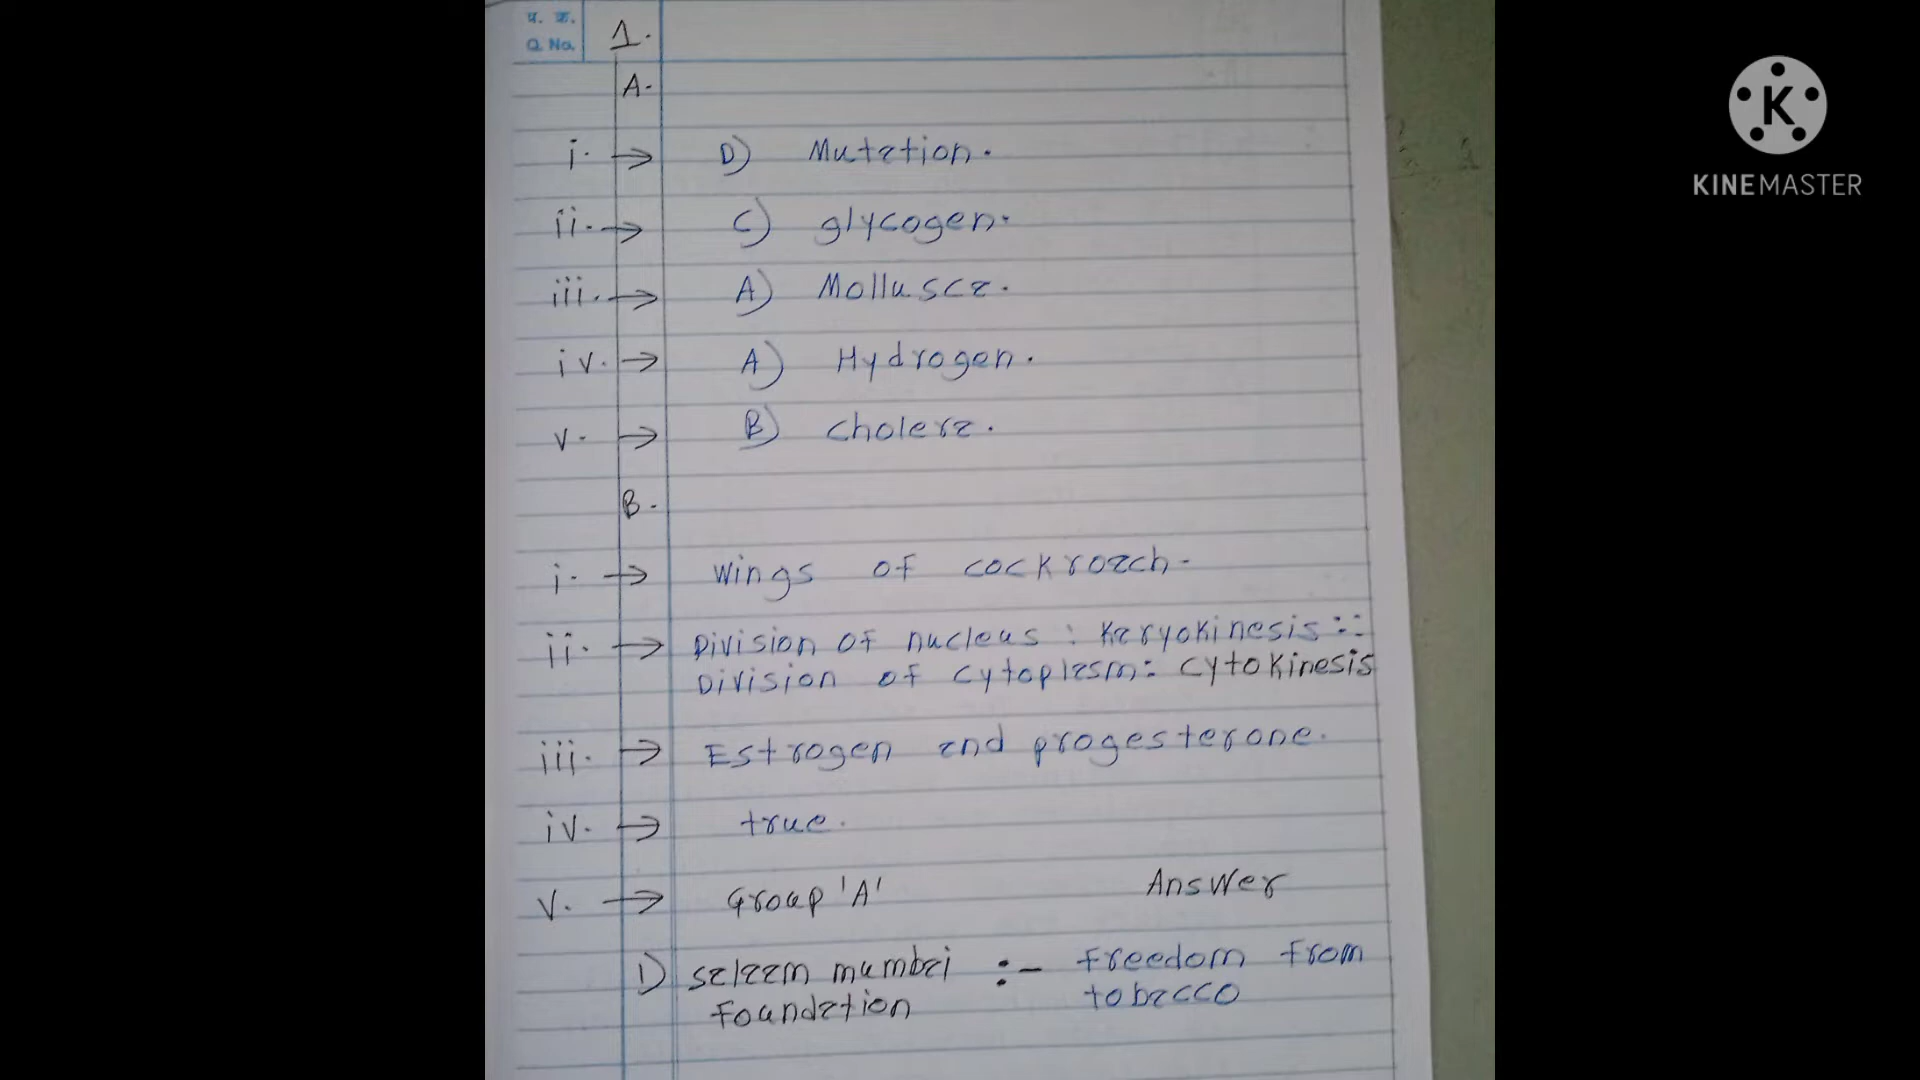 प्र. क्र.
Q. No.
1.
A.
i. → D) Mutation.
ii. → C) glycogen.
iii. → A) Mollusca.
iv. → A) Hydrogen.
v. → B) cholera.
B.
i. → wings of cockroach.
ii. → Division of nucleus : Karyokinesis ::
Division of cytoplasm : cytokinesis
iii. → Estrogen and progesterone.
iv. → true.
v. → Group 'A' Answer
1) Salaam mumbai :- freedom from
foundation tobacco
K
KINEMASTER